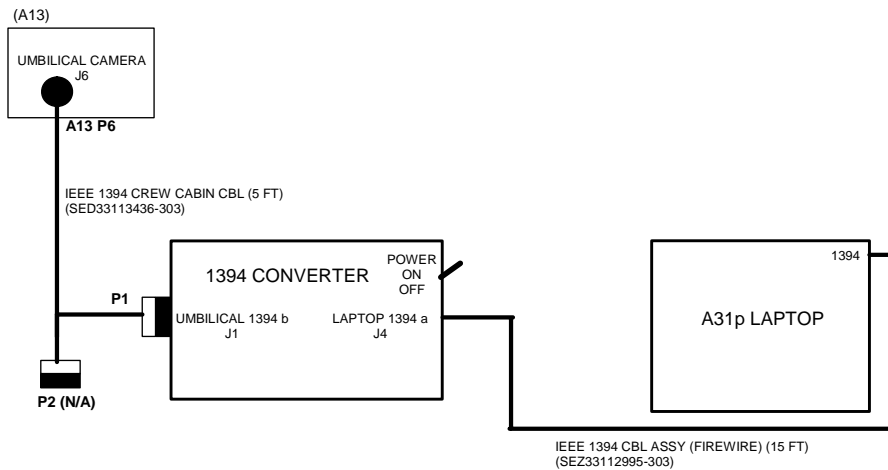 (A13)
UMBILICAL CAMERA
J6
A13 P6
IEEE 1394 CREW CABIN CBL (5 FT)
(SED33113436-303)
P1
P2 (N/A)
1394 CONVERTER
POWER
ON
OFF
UMBILICAL 1394 b
J1
LAPTOP 1394 a
J4
1394
A31p LAPTOP
IEEE 1394 CBL ASSY (FIREWIRE) (15 FT)
(SEZ33112995-303)